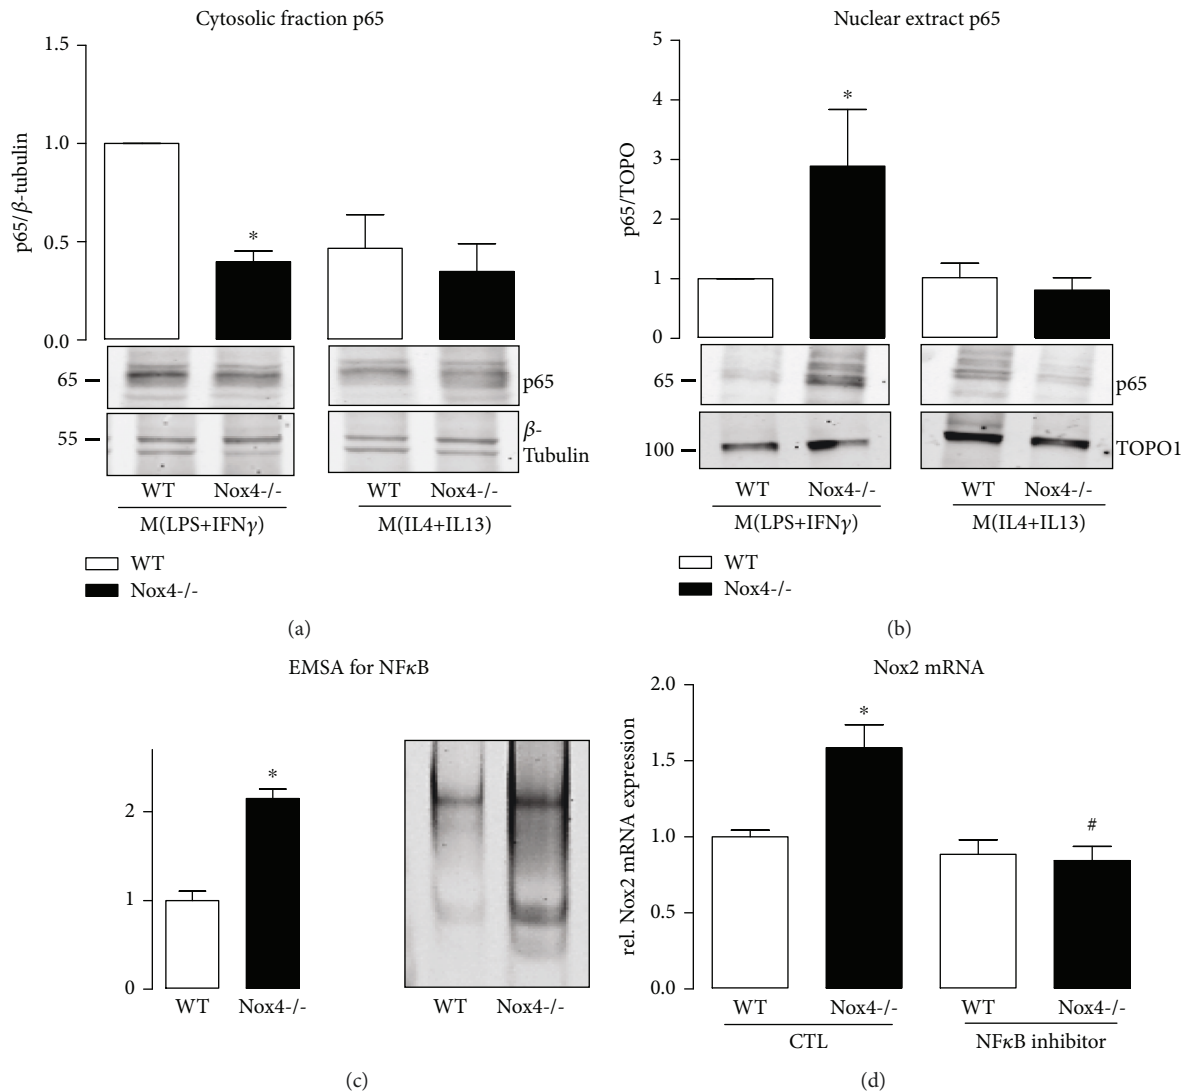 Cytosolic fraction p65
1.5
1.0
0.5
0.0
p65/β-tubulin
*
65
p65
55
β-
Tubulin
WT Nox4-/- WT Nox4-/-
M(LPS+IFNγ) M(IL4+IL13)
WT
Nox4-/-
(a)
Nuclear extract p65
5
4
3
2
1
0
p65/TOPO
*
65
p65
100
TOPO1
WT Nox4-/- WT Nox4-/-
M(LPS+IFNγ) M(IL4+IL13)
WT
Nox4-/-
(b)
EMSA for NFκB
2
1
0
*
WT Nox4-/- WT Nox4-/-
(c)
Nox2 mRNA
2.0
1.5
1.0
0.5
0.0
rel. Nox2 mRNA expression
*
#
WT Nox4-/- WT Nox4-/-
CTL NFκB inhibitor
(d)